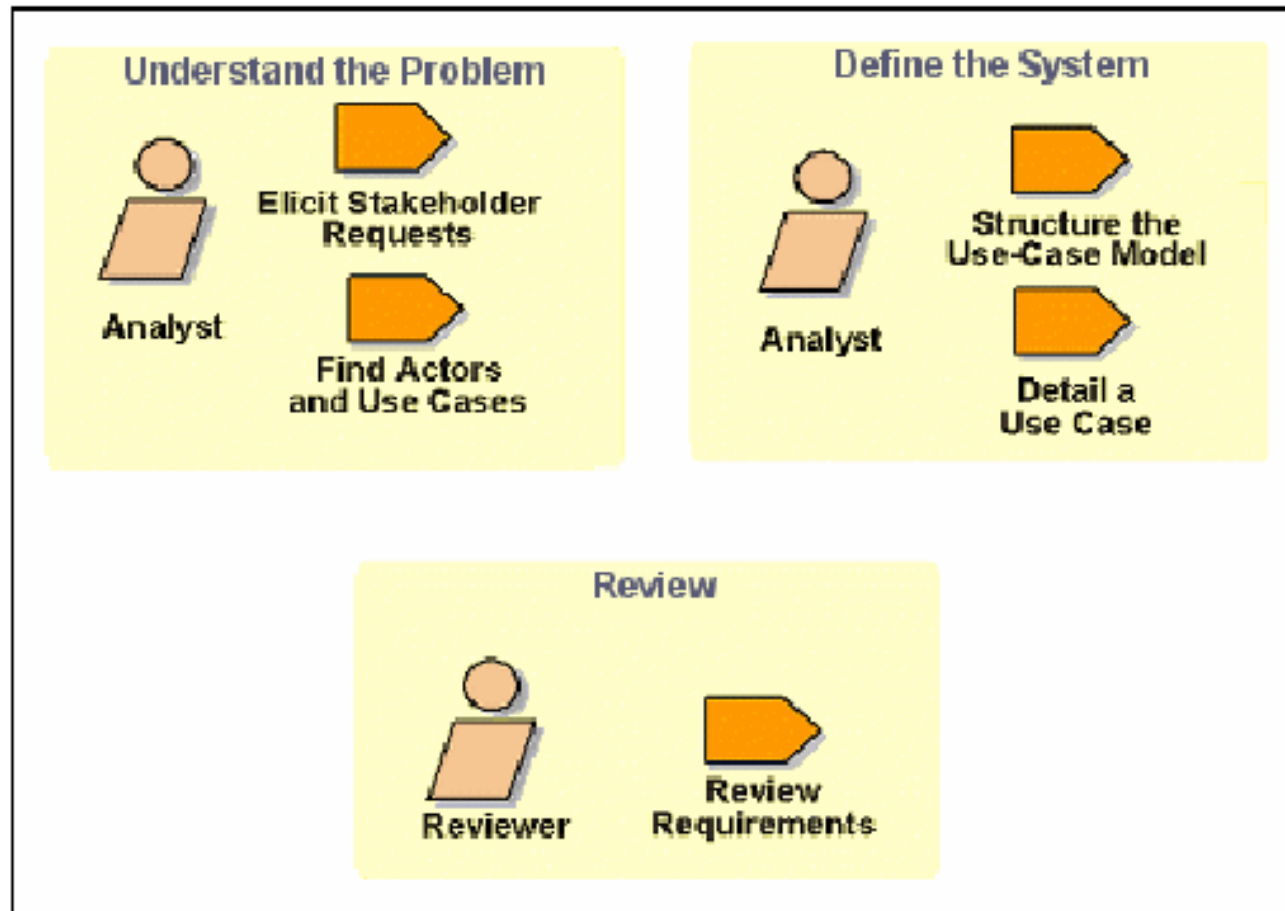 Understand the Problem
Elicit Stakeholder
Requests
Analyst
Find Actors
and Use Cases
Define the System
Structure the
Use-Case Model
Analyst
Detail a
Use Case
Review
Reviewer
Review
Requirements